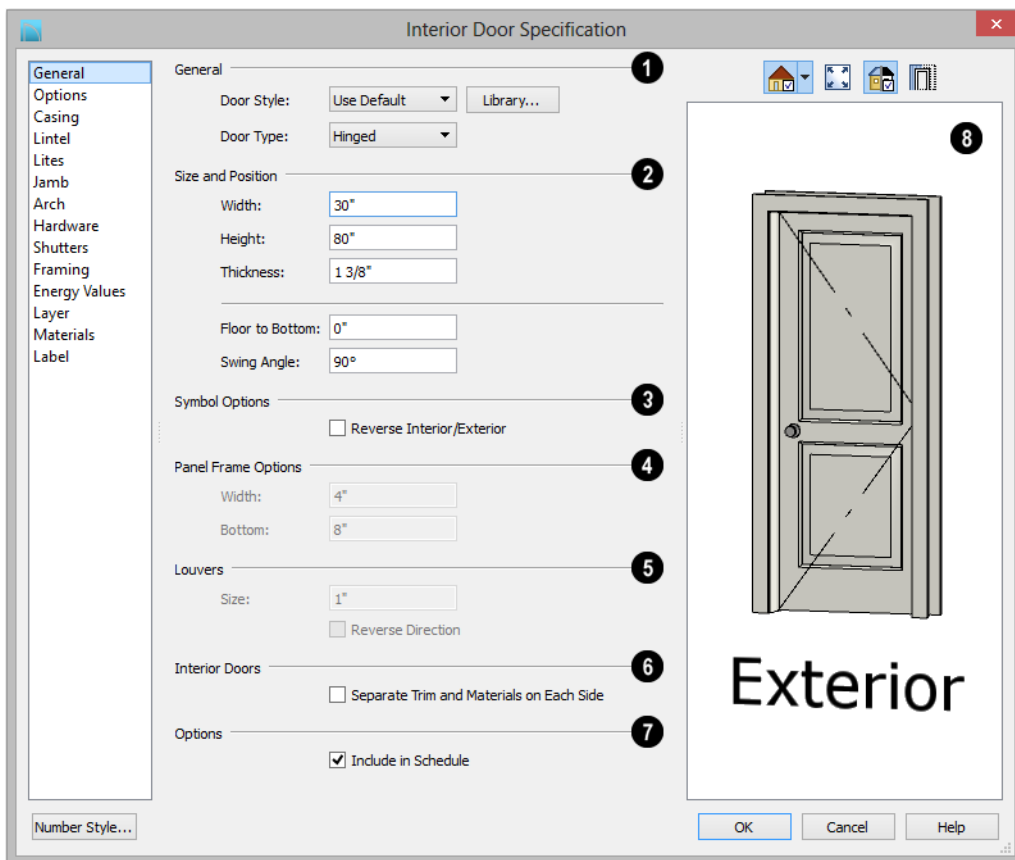 Interior Door Specification
General
Options
Casing
Lintel
Lites
Jamb
Arch
Hardware
Shutters
Framing
Energy Values
Layer
Materials
Label
General 1
Door Style: Use Default Library...
Door Type: Hinged
Size and Position 2
Width: 30"
Height: 80"
Thickness: 1 3/8"
Floor to Bottom: 0"
Swing Angle: 90°
Symbol Options 3
Reverse Interior/Exterior
Panel Frame Options 4
Width: 4"
Bottom: 8"
Louvers 5
Size: 1"
Reverse Direction
Interior Doors 6
Separate Trim and Materials on Each Side
Options 7
Include in Schedule
8
Exterior
Number Style... OK Cancel Help